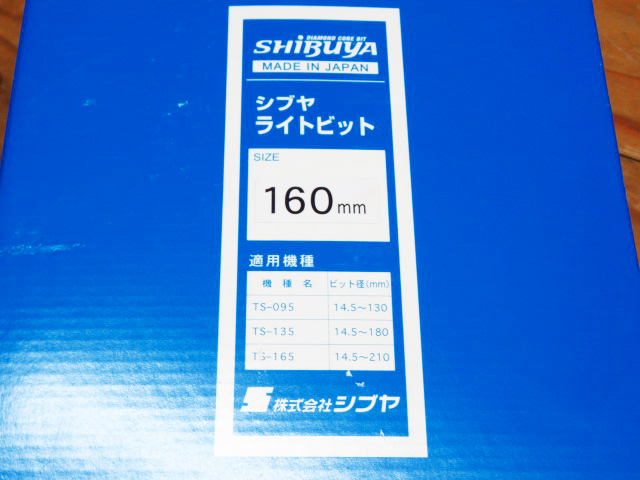 DIAMOND CORE BIT
SHIBUYA
MADE IN JAPAN
シブヤ
ライトビット
SIZE
160mm
適用機種
機種名 ビット径(mm)
TS-095 14.5~130
TS-135 14.5~180
TS-165 14.5~210
株式会社シブヤ